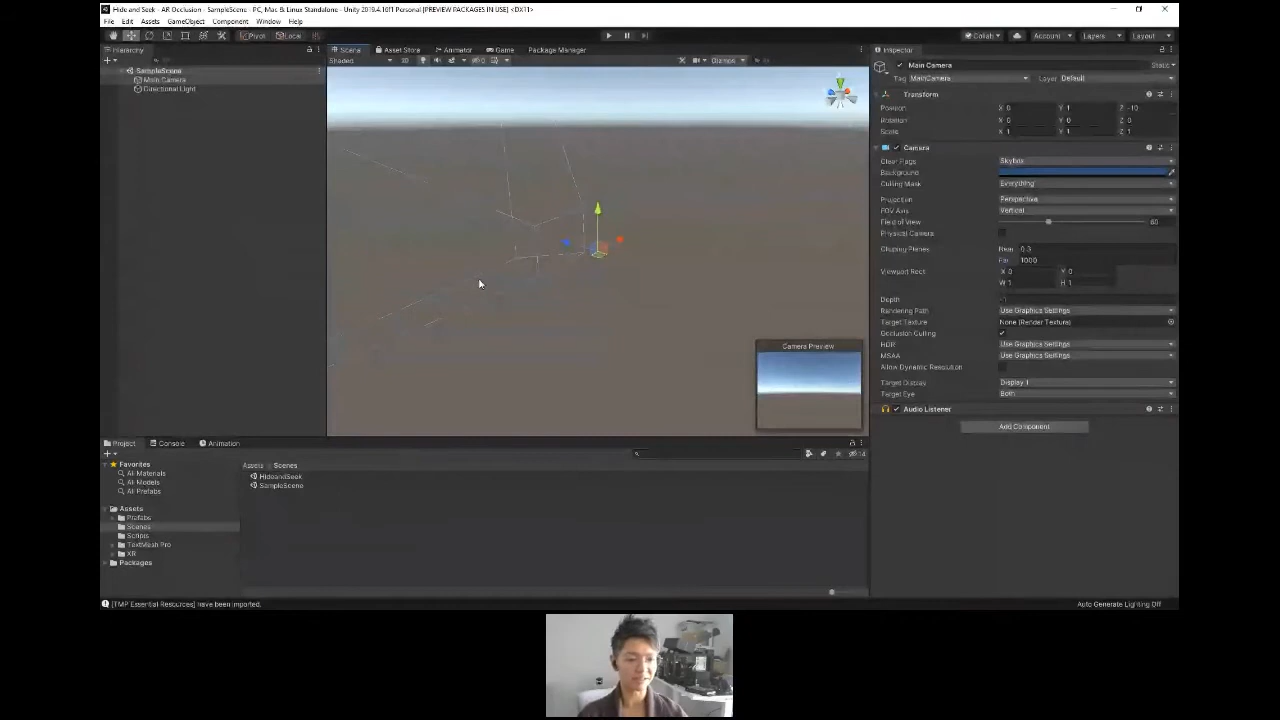 Hide and Seek - AR Occlusion - SampleScene - PC, Mac & Linux Standalone - Unity 2019.4.16f1 Personal [PREVIEW PACKAGES IN USE] <DX11>
File Edit Assets GameObject Component Window Help
Pivot Local Collab Account Layers Layout
Hierarchy
SampleScene
Main Camera
Directional Light
Scene Asset Store Animator Game Package Manager
Shaded 2D Gizmos
Camera Preview
Inspector
Main Camera Static
Tag MainCamera Layer Default
Transform
Position X 0 Y 1 Z -10
Rotation X 0 Y 0 Z 0
Scale X 1 Y 1 Z 1
Camera
Clear Flags Skybox
Background
Culling Mask Everything
Projection Perspective
FOV Axis Vertical
Field of View 60
Physical Camera
Clipping Planes Near 0.3
Far 1000
Viewport Rect X 0 Y 0
W 1 H 1
Depth -1
Rendering Path Use Graphics Settings
Target Texture None (Render Texture)
Occlusion Culling
HDR Use Graphics Settings
MSAA Use Graphics Settings
Allow Dynamic Resolution
Target Display Display 1
Target Eye Both
Audio Listener
Add Component
Project Console Animation
Favorites
All Materials
All Models
All Prefabs
Assets
Prefabs
Scenes
Scripts
TextMesh Pro
XR
Packages
Assets Scenes
HideandSeek
SampleScene
14
[TMP Essential Resources] have been imported.
Auto Generate Lighting Off